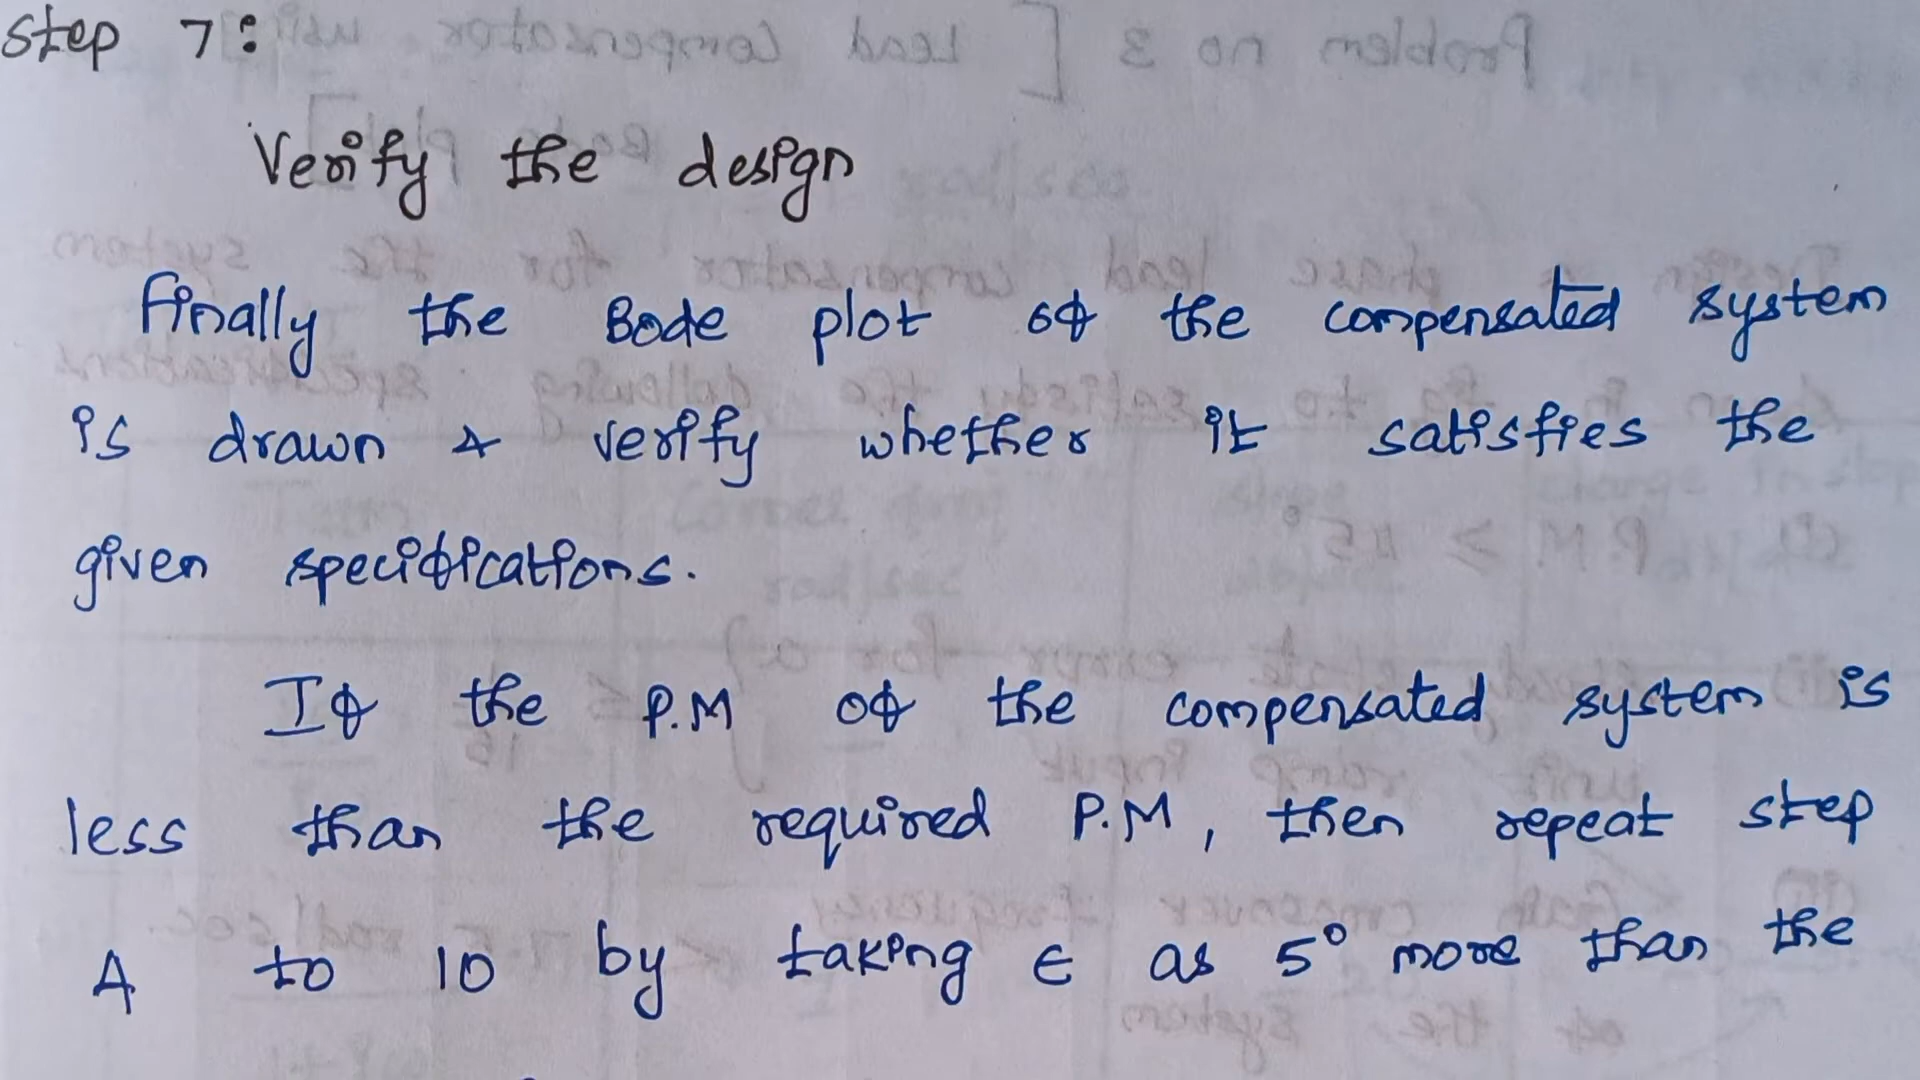 Step 7:
Verify the design
Finally the Bode plot of the compensated system
is drawn & verify whether it satisfies the
given specifications.
If the P.M of the compensated system is
less than the required P.M, then repeat step
4 to 10 by taking ϵ as 5° more than the